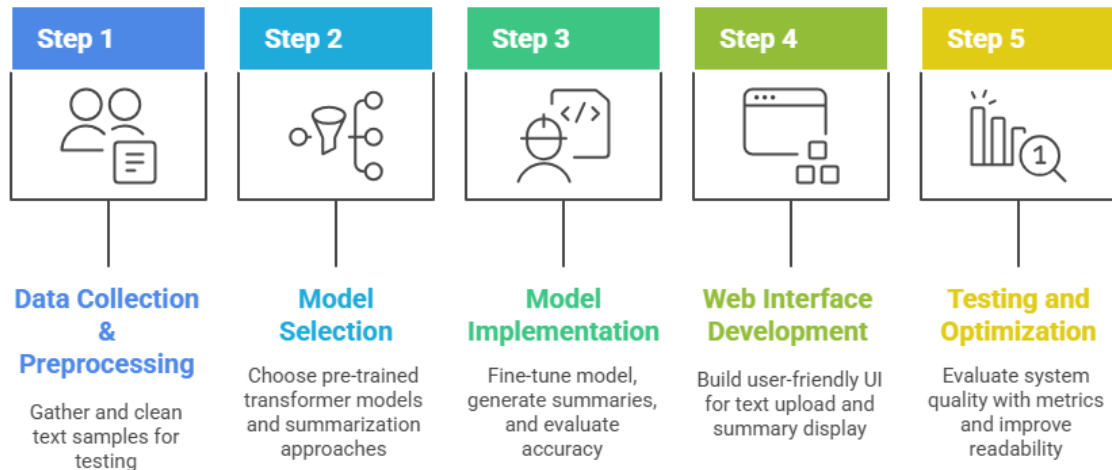 Step 1
Step 2
Step 3
Step 4
Step 5
</>
1
Data Collection
&
Preprocessing
Gather and clean
text samples for
testing
Model
Selection
Choose pre-trained
transformer models
and summarization
approaches
Model
Implementation
Fine-tune model,
generate summaries,
and evaluate
accuracy
Web Interface
Development
Build user-friendly UI
for text upload and
summary display
Testing and
Optimization
Evaluate system
quality with metrics
and improve
readability